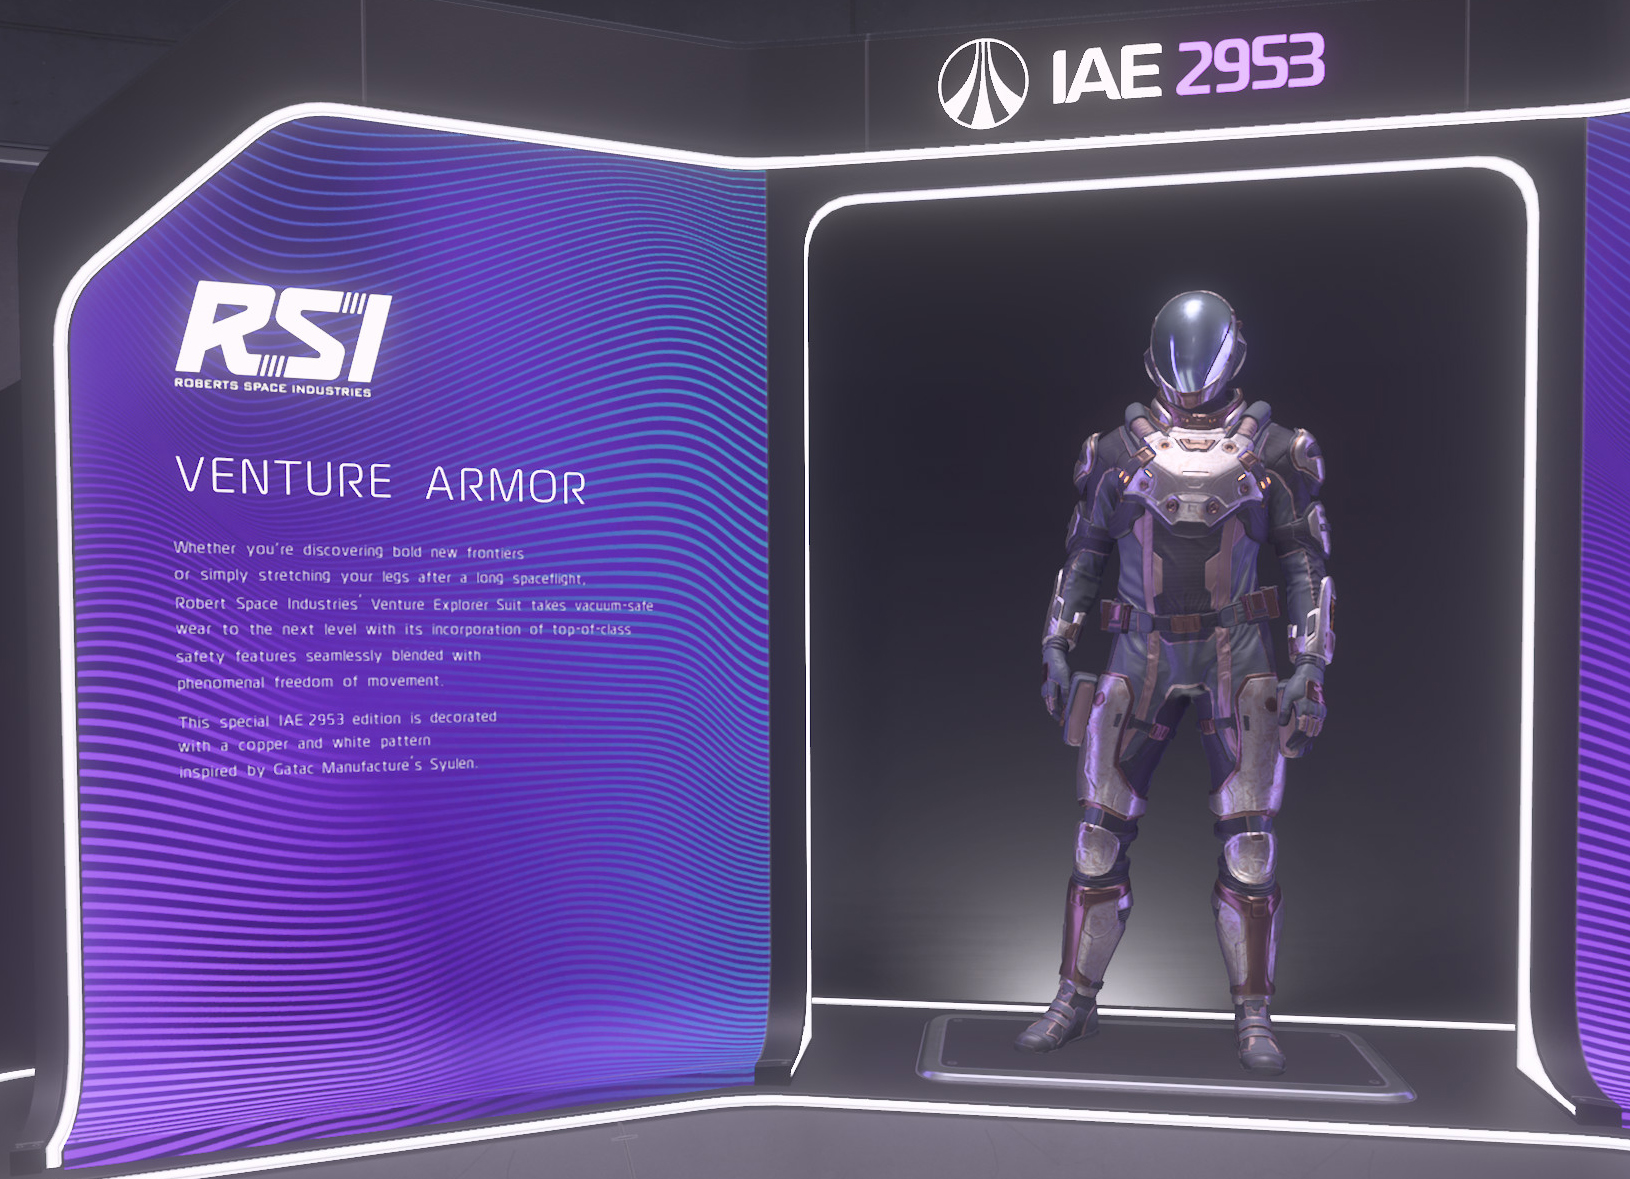 IAE 2953
RSI
ROBERTS SPACE INDUSTRIES
VENTURE ARMOR
Whether you're discovering bold new frontiers
or simply stretching your legs after a long spaceflight,
Robert Space Industries' Venture Explorer Suit takes vacuum-safe
wear to the next level with its incorporation of top-of-class
safety features seamlessly blended with
phenomenal freedom of movement.
This special IAE 2953 edition is decorated
with a copper and white pattern
inspired by Gatac Manufacture's Syulen.